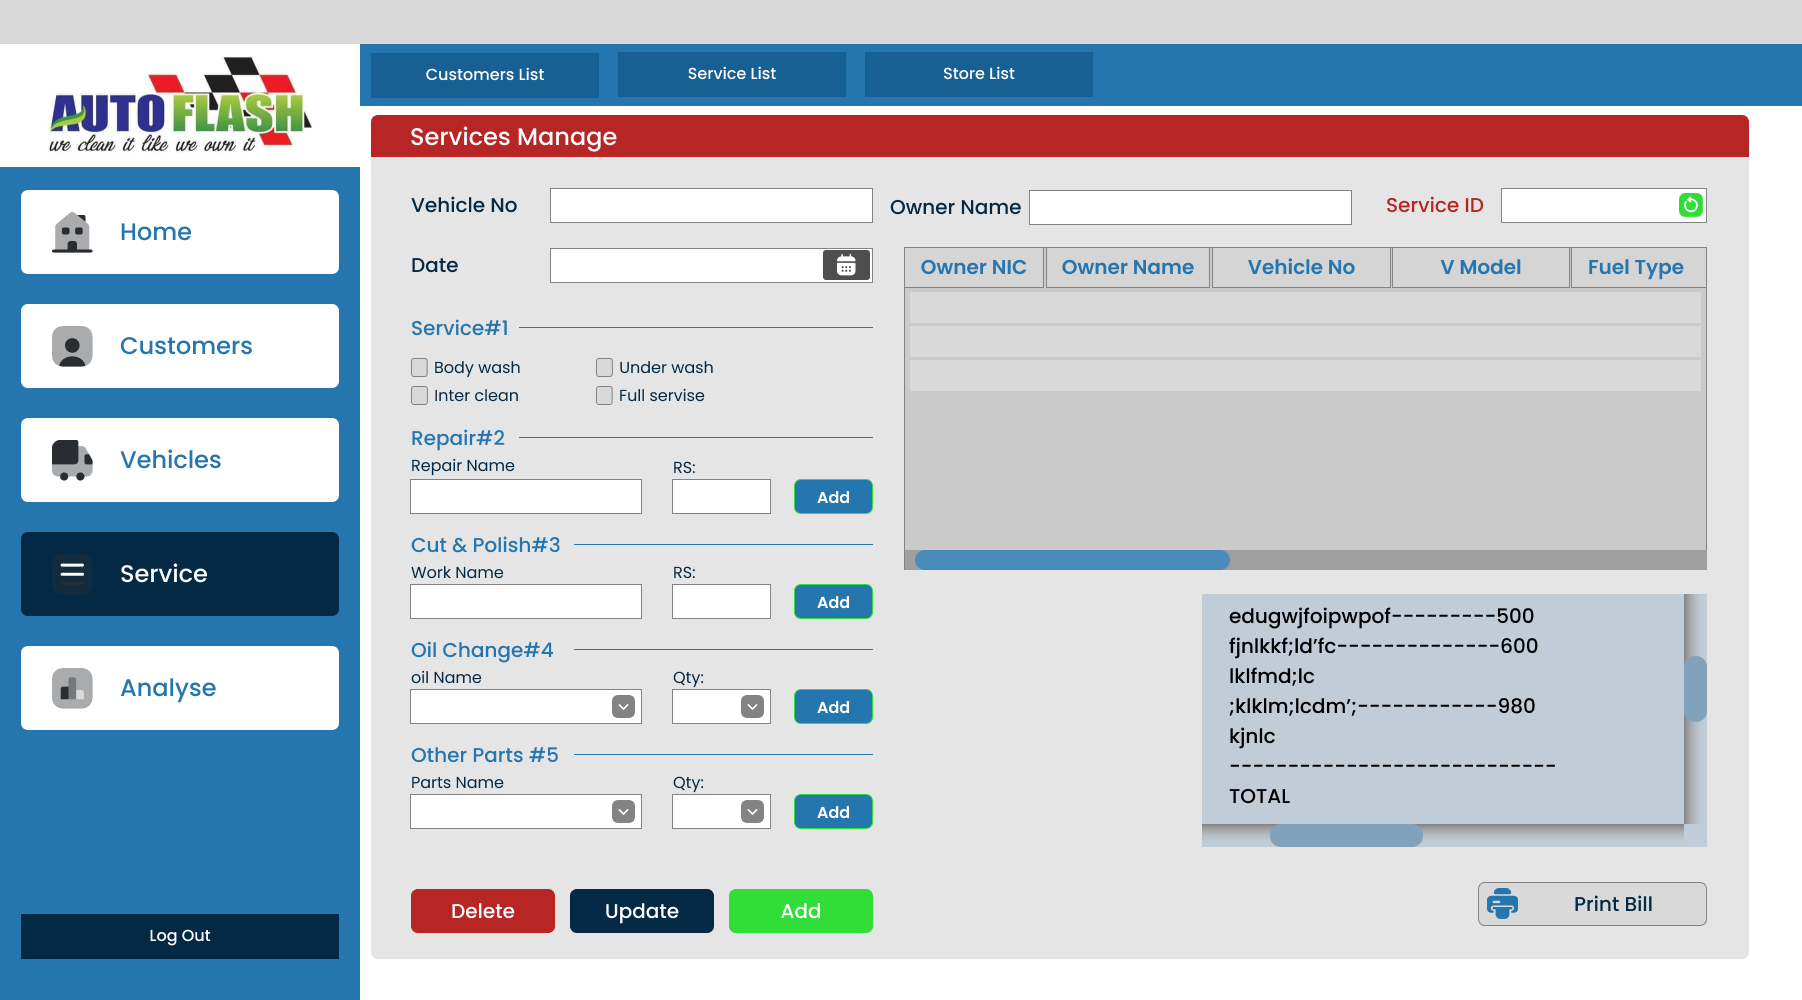 AUTO FLASH
we clean it like we own it
Customers List
Service List
Store List
Services Manage
Home
Customers
Vehicles
Service
Analyse
Log Out
Vehicle No
Owner Name
Service ID
Date
Owner NIC
Owner Name
Vehicle No
V Model
Fuel Type
Service#1
Body wash
Under wash
Inter clean
Full servise
Repair#2
Repair Name
RS:
Add
Cut & Polish#3
Work Name
RS:
Add
Oil Change#4
oil Name
Qty:
Add
Other Parts #5
Parts Name
Qty:
Add
edugwjfoipwpof---------500
fjnlkkf;ld’fc--------------600
lklfmd;lc
;klklm;lcdm’;------------980
kjnlc
----------------------------
TOTAL
Delete
Update
Add
Print Bill